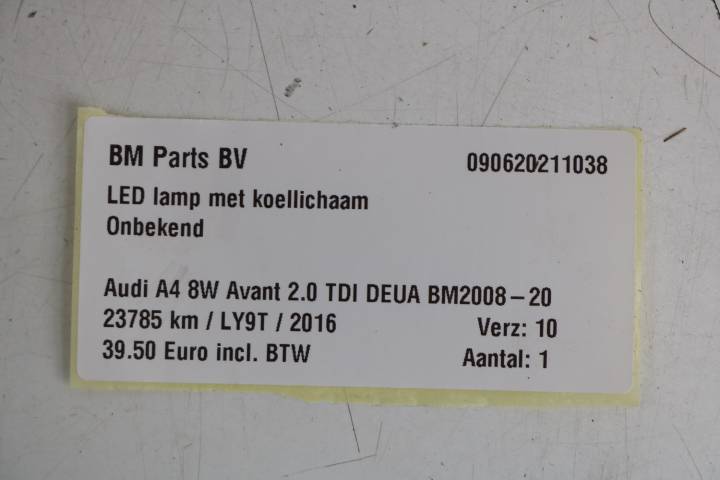 BM Parts BV 090620211038
LED lamp met koellichaam
Onbekend
Audi A4 8W Avant 2.0 TDI DEUA BM2008-20
23785 km / LY9T / 2016 Verz: 10
39.50 Euro incl. BTW Aantal: 1